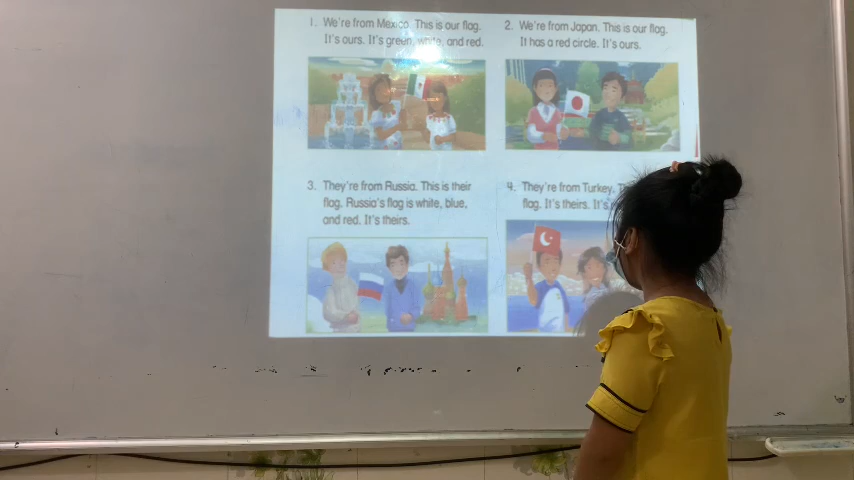 1. We're from Mexico. This is our flag.
It's ours. It's green, white, and red.
2. We're from Japan. This is our flag.
It has a red circle. It's ours.
3. They're from Russia. This is their
flag. Russia's flag is white, blue,
and red. It's theirs.
4. They're from Turkey.
flag. It's theirs. It's